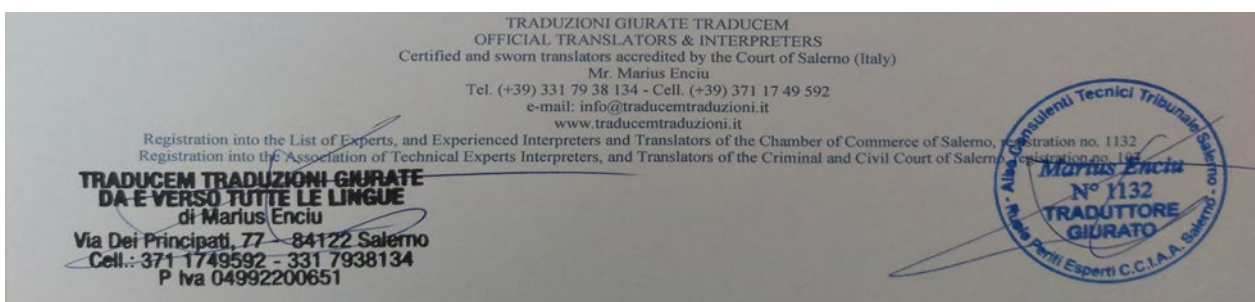 TRADUZIONI GIURATE TRADUCEM
OFFICIAL TRANSLATORS & INTERPRETERS
Certified and sworn translators accredited by the Court of Salerno (Italy)
Mr. Marius Enciu
Tel. (+39) 331 79 38 134 - Cell. (+39) 371 17 49 592
e-mail: info@traducemtraduzioni.it
www.traducemtraduzioni.it
Registration into the List of Experts, and Experienced Interpreters and Translators of the Chamber of Commerce of Salerno, registration no. 1132
Registration into the Association of Technical Experts Interpreters, and Translators of the Criminal and Civil Court of Salerno, registration no.
TRADUCEM TRADUZIONI GIURATE
DA E VERSO TUTTE LE LINGUE
di Marius Enciu
Via Dei Principati, 77 - 84122 Salerno
Cell.: 371 1749592 - 331 7938134
P Iva 04992200651
Albo Consulenti Tecnici Tribunale Salerno
Marius Enciu
N° 1132
TRADUTTORE
GIURATO
Ruolo Periti Esperti C.C.I.A.A. Salerno